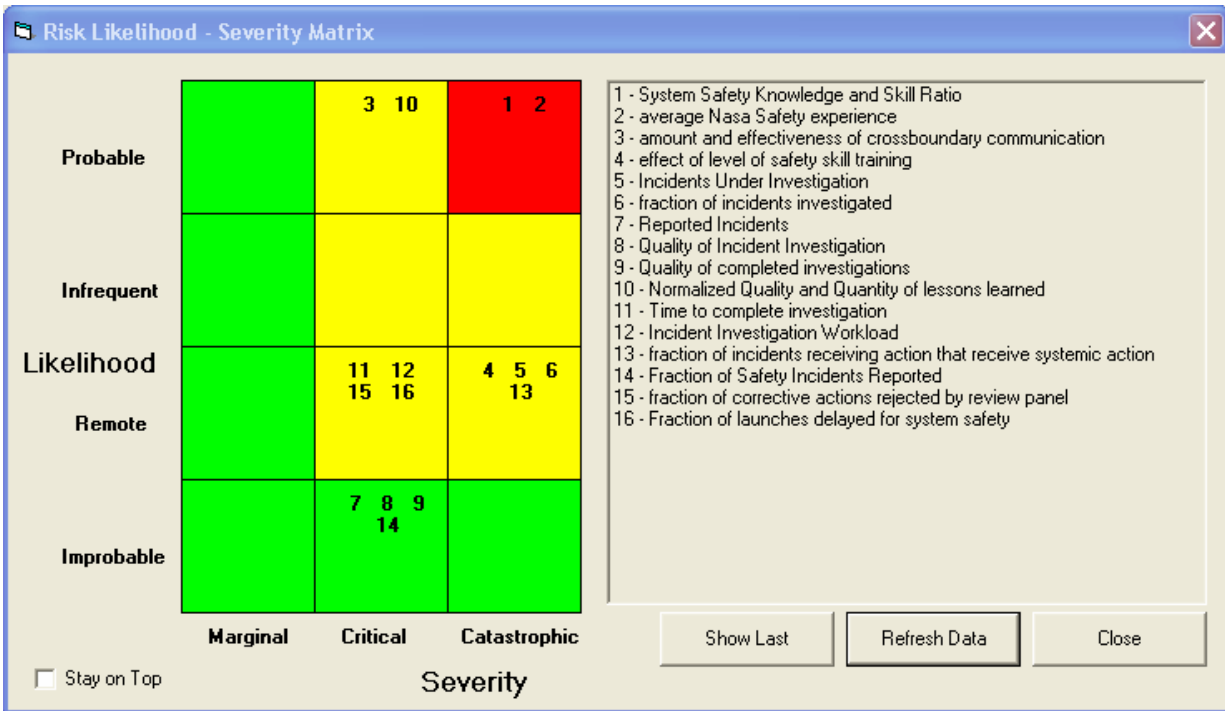 Risk Likelihood - Severity Matrix
Probable
3 10
1 2
Infrequent
Likelihood
Remote
11 12
15 16
4 5 6
13
Improbable
7 8 9
14
Marginal
Critical
Catastrophic
Severity
Stay on Top
1 - System Safety Knowledge and Skill Ratio
2 - average Nasa Safety experience
3 - amount and effectiveness of crossboundary communication
4 - effect of level of safety skill training
5 - Incidents Under Investigation
6 - fraction of incidents investigated
7 - Reported Incidents
8 - Quality of Incident Investigation
9 - Quality of completed investigations
10 - Normalized Quality and Quantity of lessons learned
11 - Time to complete investigation
12 - Incident Investigation Workload
13 - fraction of incidents receiving action that receive systemic action
14 - Fraction of Safety Incidents Reported
15 - fraction of corrective actions rejected by review panel
16 - Fraction of launches delayed for system safety
Show Last
Refresh Data
Close